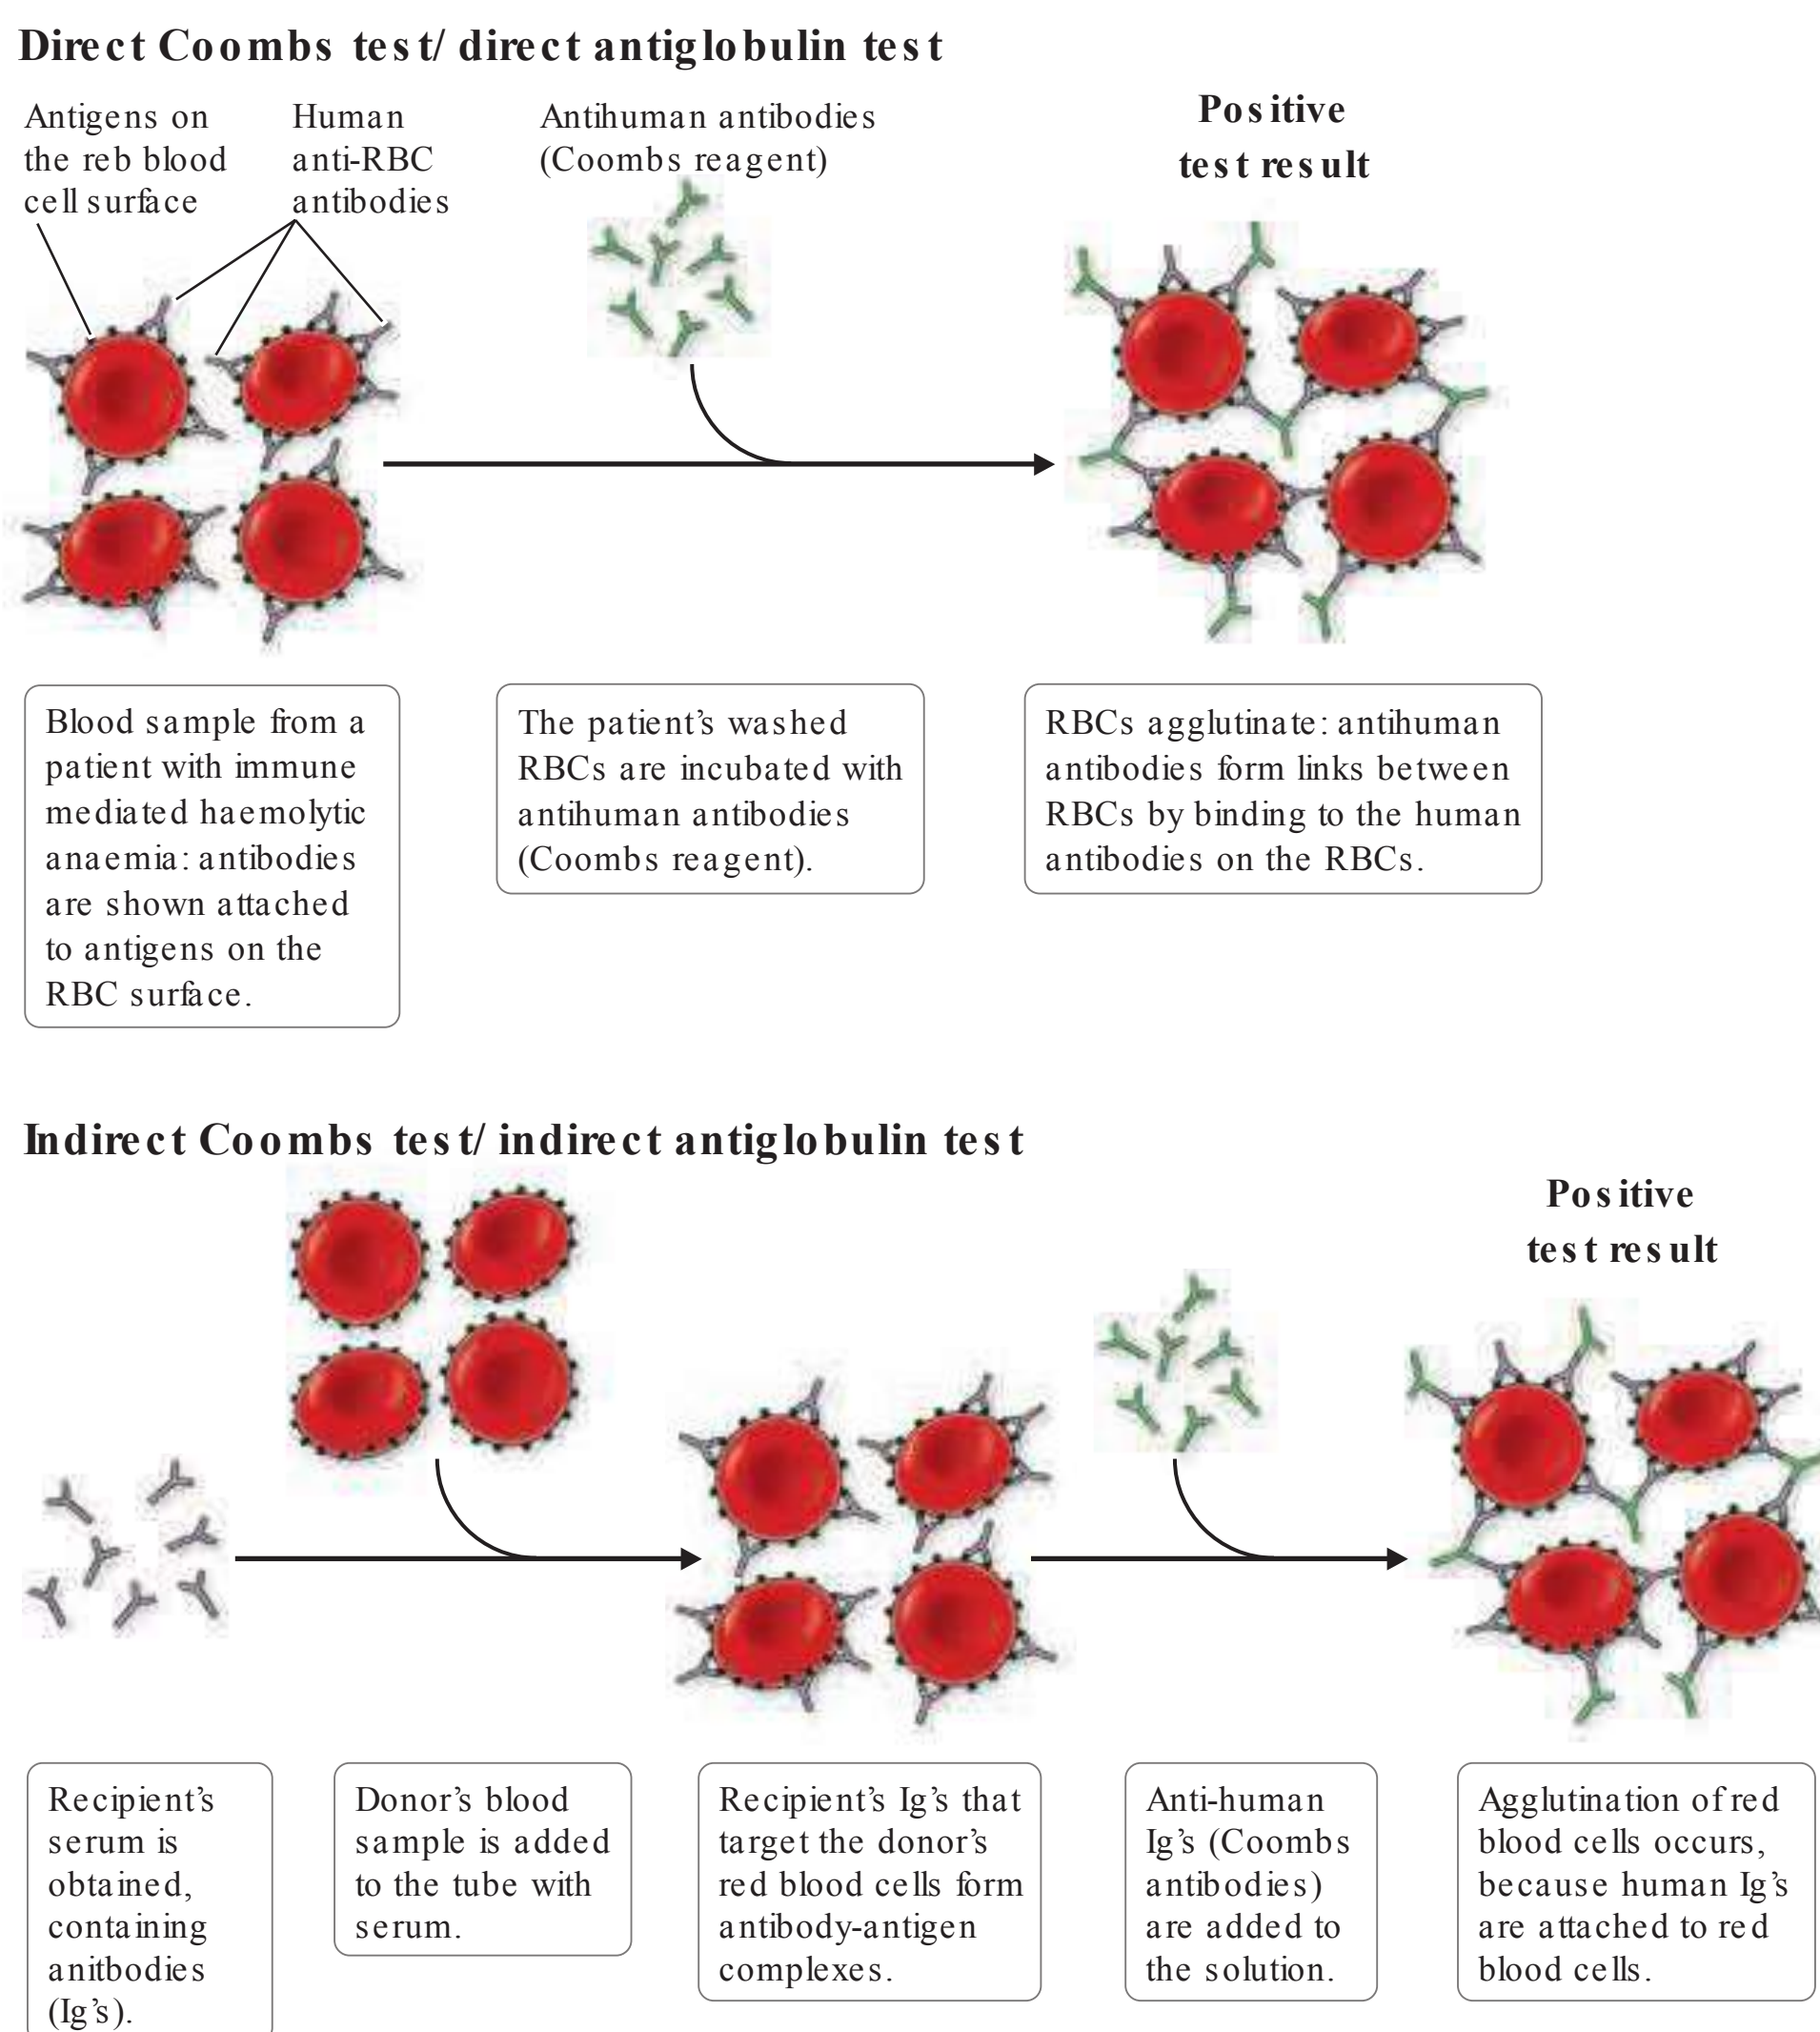 Direct Coombs test/ direct antiglobulin test
Antigens on
the reb blood
cell surface
Human
anti-RBC
antibodies
Antihuman antibodies
(Coombs reagent)
Positive
test result
Blood sample from a
patient with immune
mediated haemolytic
anaemia: antibodies
are shown attached
to antigens on the
RBC surface.
The patient's washed
RBCs are incubated with
antihuman antibodies
(Coombs reagent).
RBCs agglutinate: antihuman
antibodies form links between
RBCs by binding to the human
antibodies on the RBCs.
Indirect Coombs test/ indirect antiglobulin test
Positive
test result
Recipient's
serum is
obtained,
containing
anitbodies
(Ig's).
Donor's blood
sample is added
to the tube with
serum.
Recipient's Ig's that
target the donor's
red blood cells form
antibody-antigen
complexes.
Anti-human
Ig's (Coombs
antibodies)
are added to
the solution.
Agglutination of red
blood cells occurs,
because human Ig's
are attached to red
blood cells.